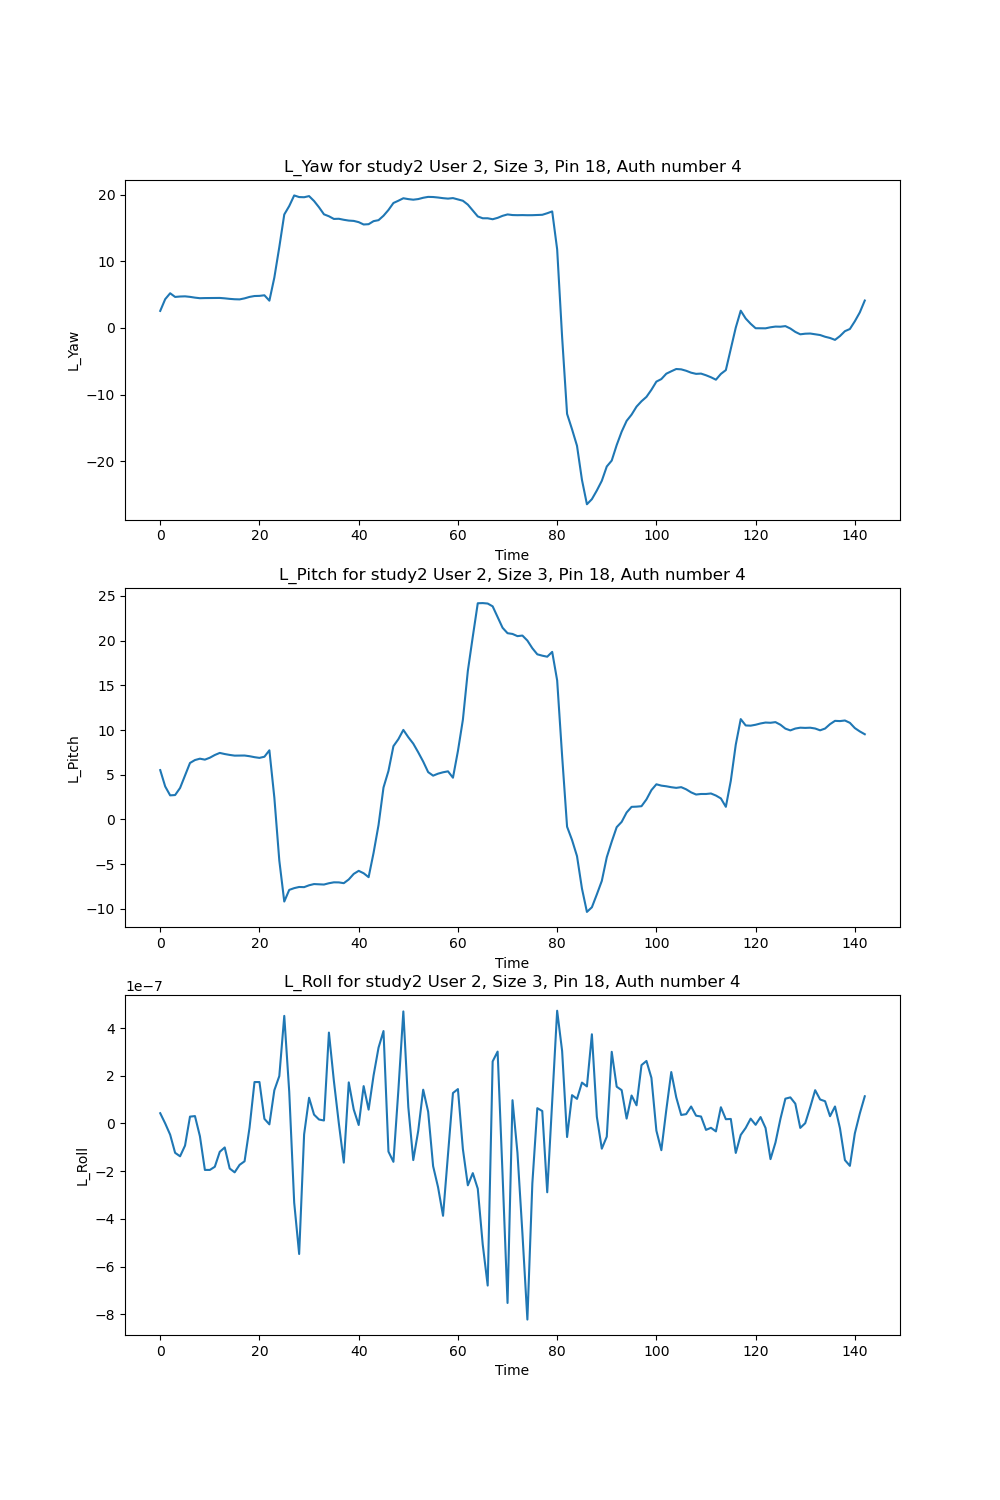 L_Yaw for study2 User 2, Size 3, Pin 18, Auth number 4
20
10
0
−10
−20
L_Yaw
0 20 40 60 80 100 120 140
Time
L_Pitch for study2 User 2, Size 3, Pin 18, Auth number 4
25
20
15
10
5
0
−5
−10
L_Pitch
0 20 40 60 80 100 120 140
Time
L_Roll for study2 User 2, Size 3, Pin 18, Auth number 4
1e−7
4
2
0
−2
−4
−6
−8
L_Roll
0 20 40 60 80 100 120 140
Time